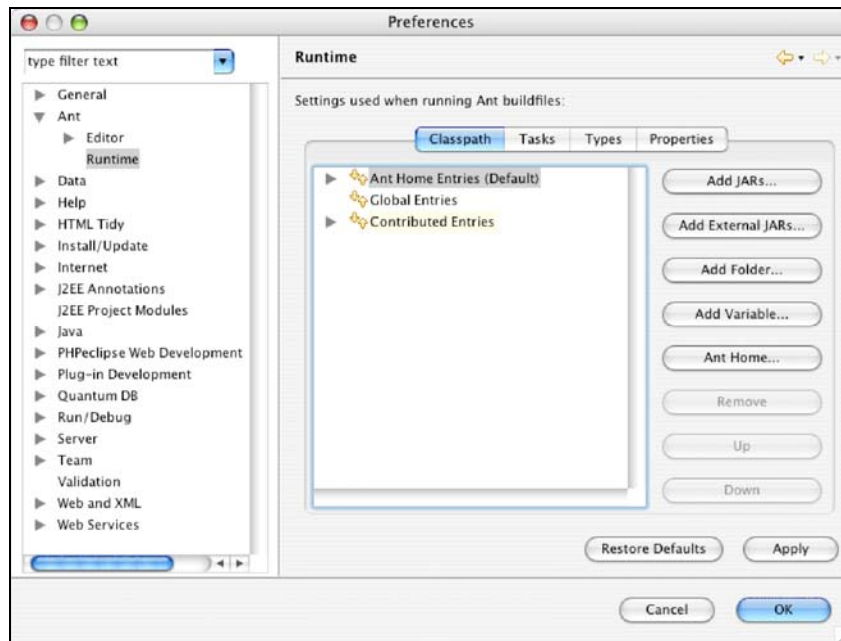 Preferences
type filter text
General
Ant
Editor
Runtime
Data
Help
HTML Tidy
Install/Update
Internet
J2EE Annotations
J2EE Project Modules
Java
PHPeclipse Web Development
Plug-in Development
Quantum DB
Run/Debug
Server
Team
Validation
Web and XML
Web Services
Runtime
Settings used when running Ant buildfiles:
Classpath Tasks Types Properties
Ant Home Entries (Default)
Global Entries
Contributed Entries
Add JARs...
Add External JARs...
Add Folder...
Add Variable...
Ant Home...
Remove
Up
Down
Restore Defaults Apply
Cancel OK